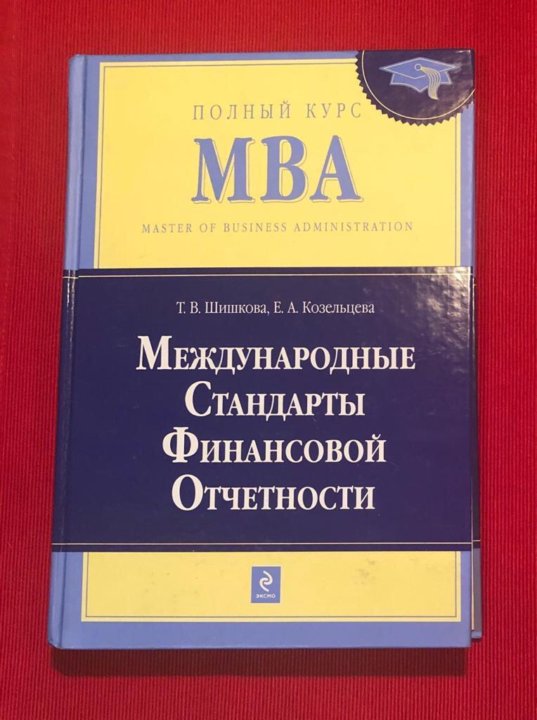 ПОЛНЫЙ КУРС
MBA
MASTER OF BUSINESS ADMINISTRATION
Т. В. Шишкова, Е. А. Козельцева
Международные
Стандарты
Финансовой
Отчетности
ЭКСМО